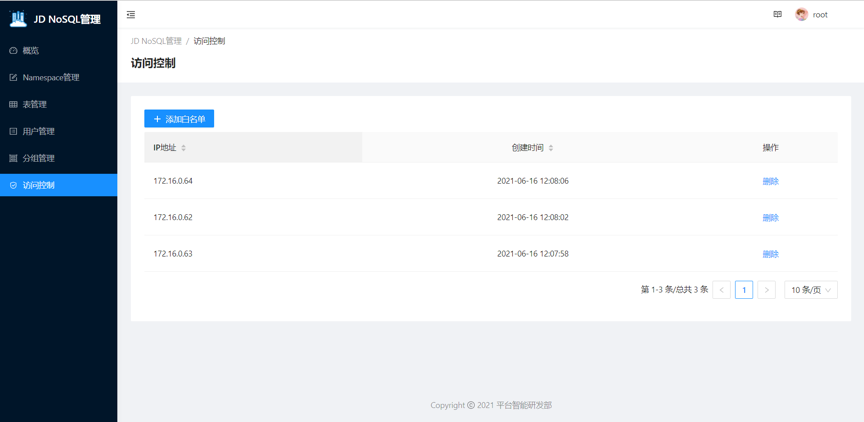 JD NoSQL管理
root
概览
Namespace管理
表管理
用户管理
分组管理
访问控制
JD NoSQL管理 / 访问控制
访问控制
+ 添加白名单
IP地址 创建时间 操作
172.16.0.64 2021-06-16 12:08:06 删除
172.16.0.62 2021-06-16 12:08:02 删除
172.16.0.63 2021-06-16 12:07:58 删除
第 1-3 条/总共 3 条 < 1 > 10 条/页
Copyright © 2021 平台智能研发部